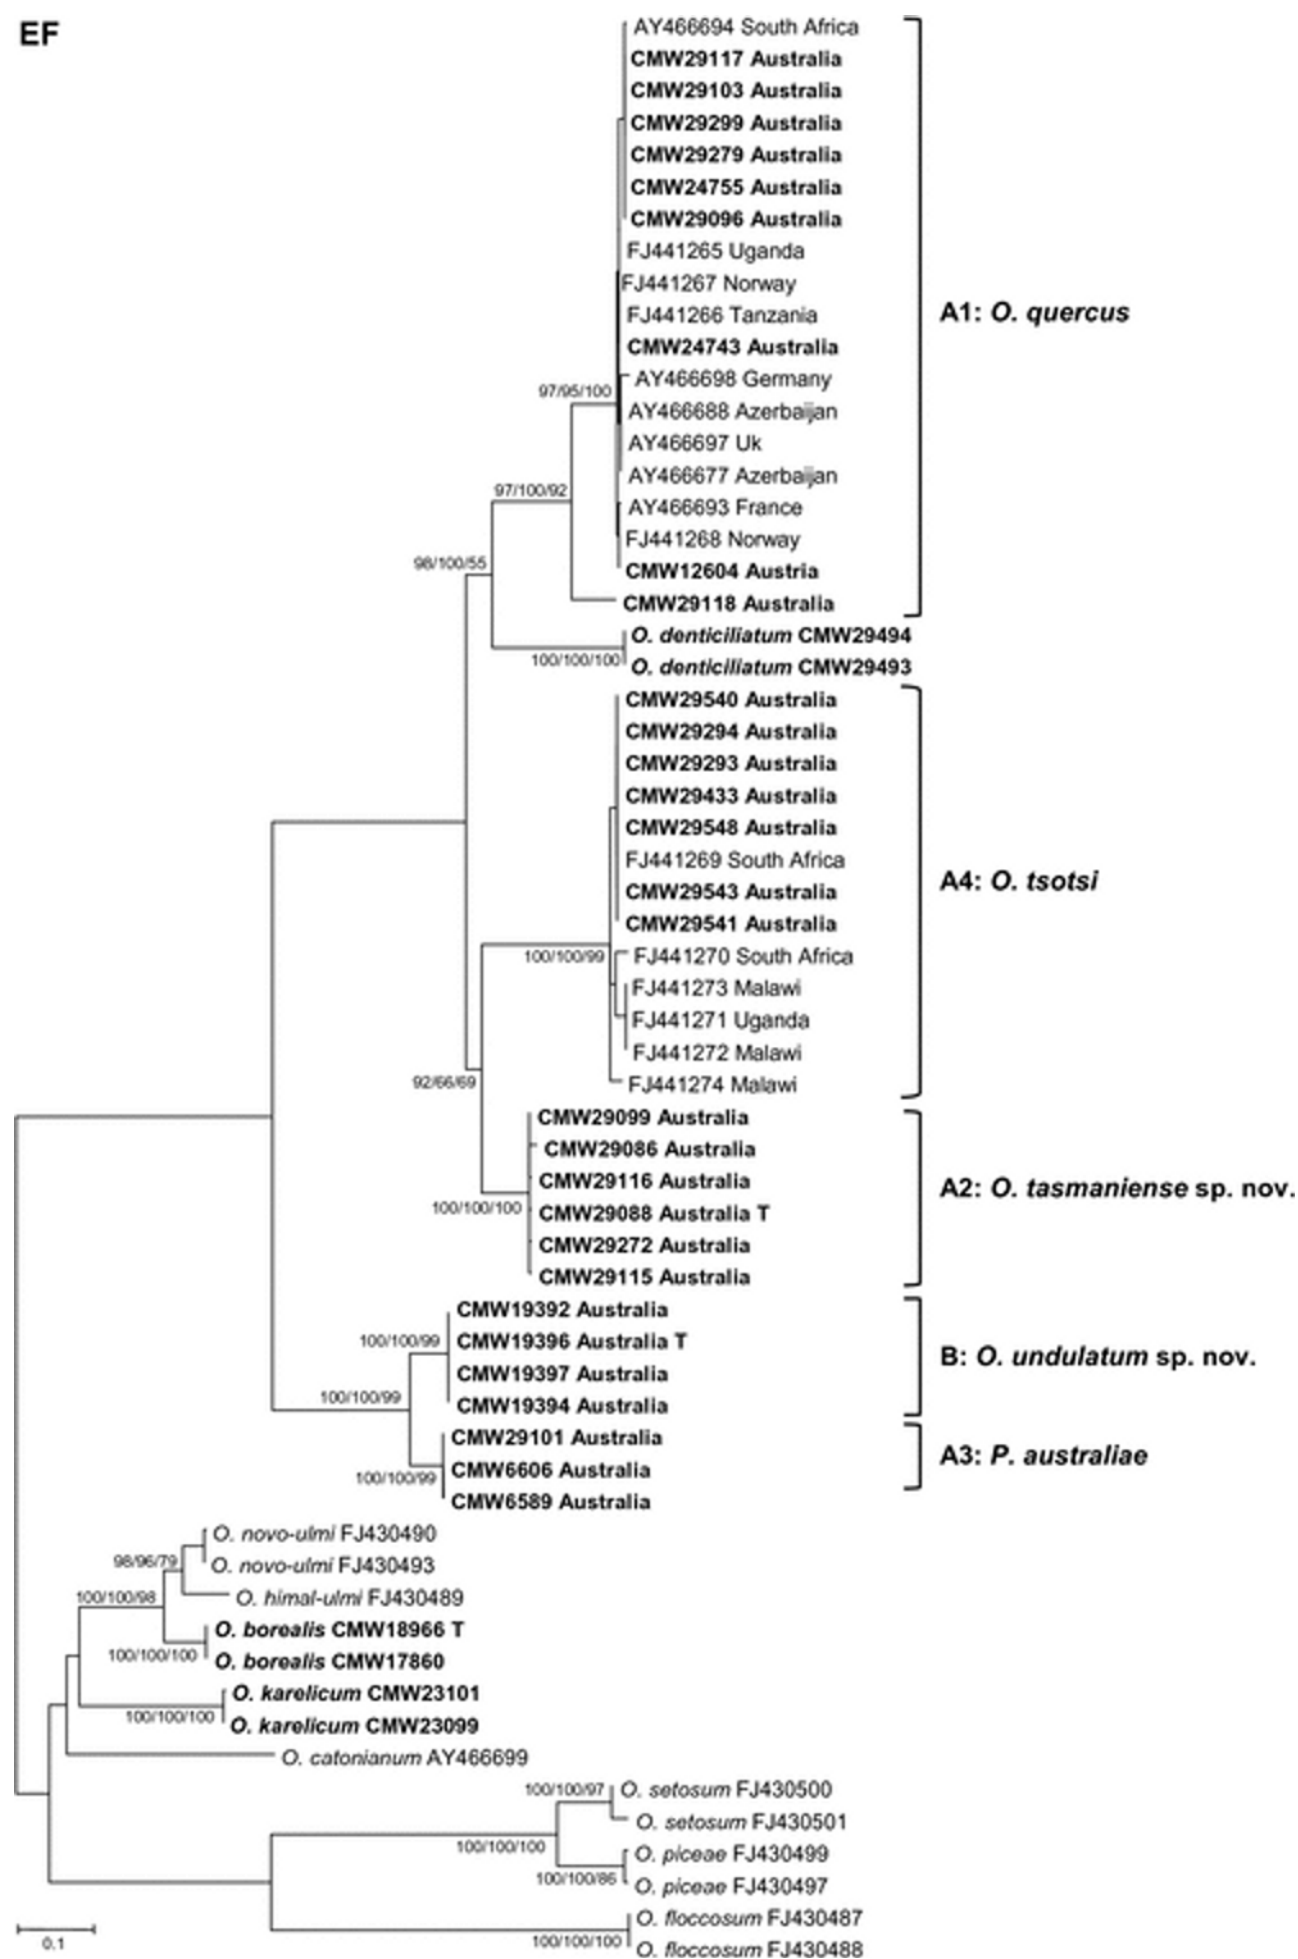 EF
AY466694 South Africa
CMW29117 Australia
CMW29103 Australia
CMW29299 Australia
CMW29279 Australia
CMW24755 Australia
CMW29096 Australia
FJ441265 Uganda
FJ441267 Norway
A1: O. quercus
FJ441266 Tanzania
CMW24743 Australia
AY466698 Germany
97/95/100
AY466688 Azerbaijan
AY466697 Uk
AY466677 Azerbaijan
97/100/92
AY466693 France
FJ441268 Norway
98/100/55
CMW12604 Austria
CMW29118 Australia
O. denticiliatum CMW29494
100/100/100
O. denticiliatum CMW29493
CMW29540 Australia
CMW29294 Australia
CMW29293 Australia
CMW29433 Australia
CMW29548 Australia
FJ441269 South Africa
A4: O. tsotsi
CMW29543 Australia
CMW29541 Australia
100/100/99
FJ441270 South Africa
FJ441273 Malawi
FJ441271 Uganda
FJ441272 Malawi
92/66/69
FJ441274 Malawi
CMW29099 Australia
CMW29086 Australia
CMW29116 Australia
A2: O. tasmaniense sp. nov.
100/100/100
CMW29088 Australia T
CMW29272 Australia
CMW29115 Australia
CMW19392 Australia
100/100/99
CMW19396 Australia T
B: O. undulatum sp. nov.
CMW19397 Australia
100/100/99
CMW19394 Australia
CMW29101 Australia
A3: P. australiae
100/100/99
CMW6606 Australia
CMW6589 Australia
O. novo-ulmi FJ430490
98/96/79
O. novo-ulmi FJ430493
100/100/98
O. himal-ulmi FJ430489
O. borealis CMW18966 T
100/100/100
O. borealis CMW17860
O. karelicum CMW23101
100/100/100
O. karelicum CMW23099
O. catonianum AY466699
100/100/97
O. setosum FJ430500
O. setosum FJ430501
100/100/100
O. piceae FJ430499
100/100/86
O. piceae FJ430497
O. floccosum FJ430487
100/100/100
O. floccosum FJ430488
0.1